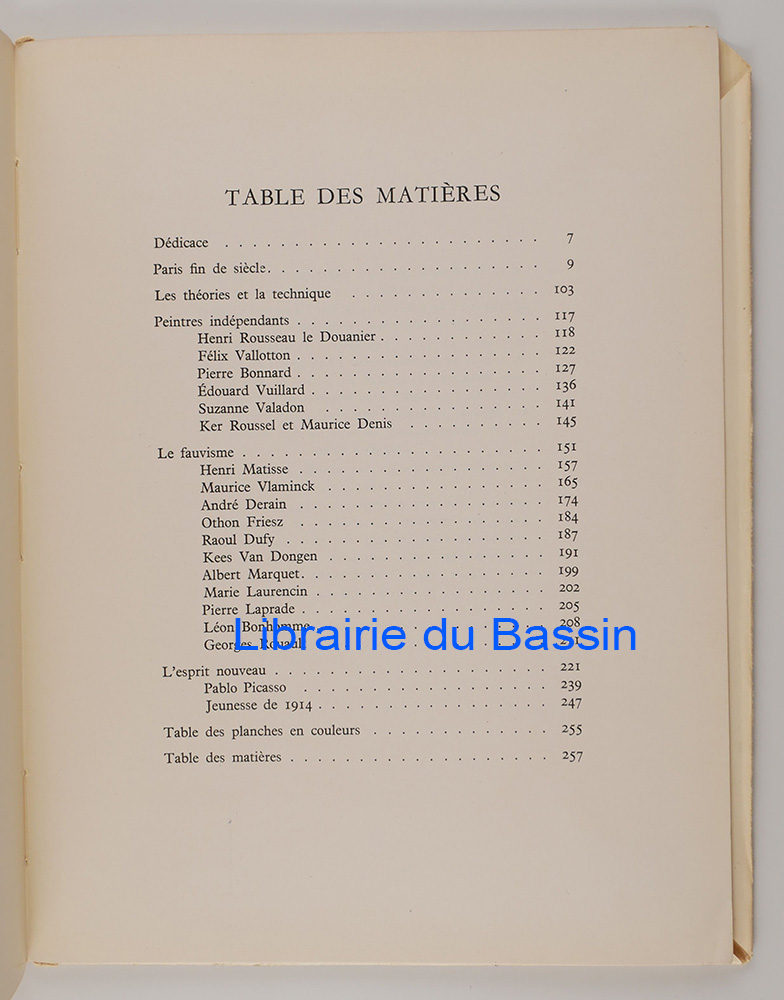 TABLE DES MATIÈRES
Dédicace . . . . . . . . . . . . . . . . . . . . . . . 7
Paris fin de siècle. . . . . . . . . . . . . . . . . . . . 9
Les théories et la technique . . . . . . . . . . . . . . 103
Peintres indépendants . . . . . . . . . . . . . . . . . . 117
Henri Rousseau le Douanier . . . . . . . . . . . . 118
Félix Vallotton . . . . . . . . . . . . . . . . . . 122
Pierre Bonnard . . . . . . . . . . . . . . . . . . 127
Édouard Vuillard . . . . . . . . . . . . . . . . . 136
Suzanne Valadon . . . . . . . . . . . . . . . . 141
Ker Roussel et Maurice Denis . . . . . . . . . . 145
Le fauvisme . . . . . . . . . . . . . . . . . . . . . . 151
Henri Matisse . . . . . . . . . . . . . . . . . . 157
Maurice Vlaminck . . . . . . . . . . . . . . . . 165
André Derain . . . . . . . . . . . . . . . . . . 174
Othon Friesz . . . . . . . . . . . . . . . . . . 184
Raoul Dufy . . . . . . . . . . . . . . . . . . . 187
Kees Van Dongen . . . . . . . . . . . . . . . . 191
Albert Marquet. . . . . . . . . . . . . . . . . . 199
Marie Laurencin . . . . . . . . . . . . . . . . . 202
Pierre Laprade . . . . . . . . . . . . . . . . . . 205
Léon Bonhomme . . . . . . . . . . . . . . . . 208
Librairie du Bassin
Georges Rouault . . . . . . . . . . . . . . . .
L'esprit nouveau . . . . . . . . . . . . . . . . . . . . 221
Pablo Picasso . . . . . . . . . . . . . . . . . . 239
Jeunesse de 1914 . . . . . . . . . . . . . . . . . 247
Table des planches en couleurs . . . . . . . . . . . . . 255
Table des matières . . . . . . . . . . . . . . . . . . . 257